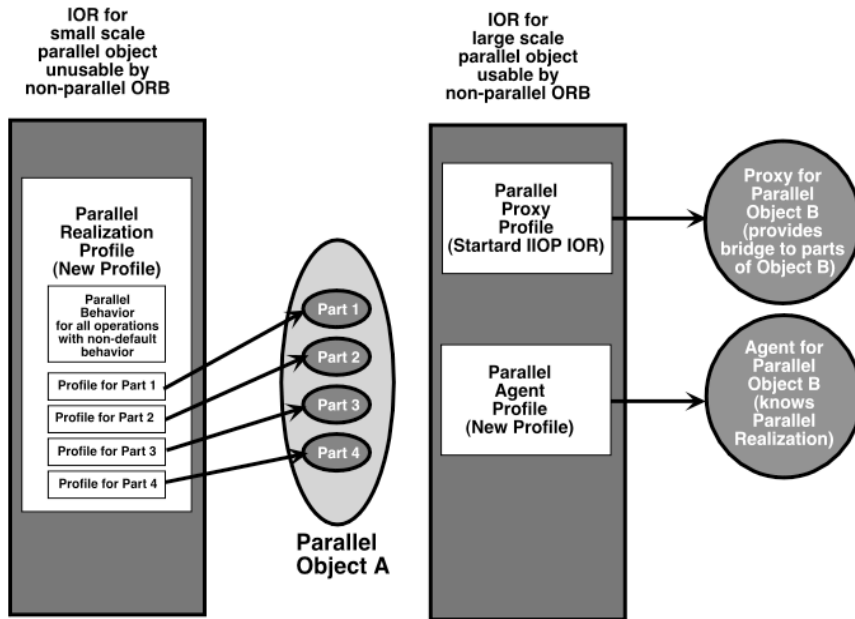 IOR for
small scale
parallel object
unusable by
non-parallel ORB
Parallel
Realization
Profile
(New Profile)
Parallel
Behavior
for all operations
with non-default
behavior
Profile for Part 1
Profile for Part 2
Profile for Part 3
Profile for Part 4
Part 1
Part 2
Part 3
Part 4
Parallel
Object A
IOR for
large scale
parallel object
usable by
non-parallel ORB
Parallel
Proxy
Profile
(Startard IIOP IOR)
Proxy for
Parallel
Object B
(provides
bridge to parts
of Object B)
Parallel
Agent
Profile
(New Profile)
Agent for
Parallel
Object B
(knows
Parallel
Realization)